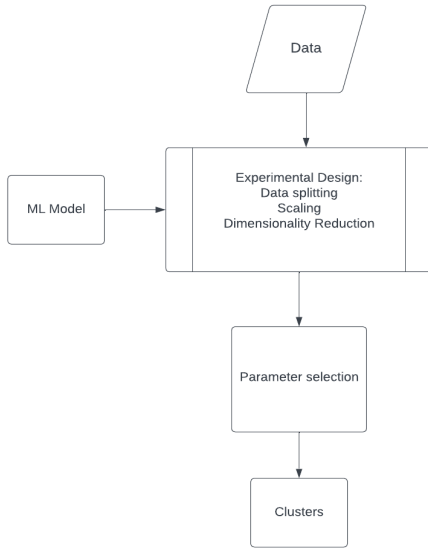 Data
Experimental Design:
Data splitting
Scaling
Dimensionality Reduction
ML Model
Parameter selection
Clusters